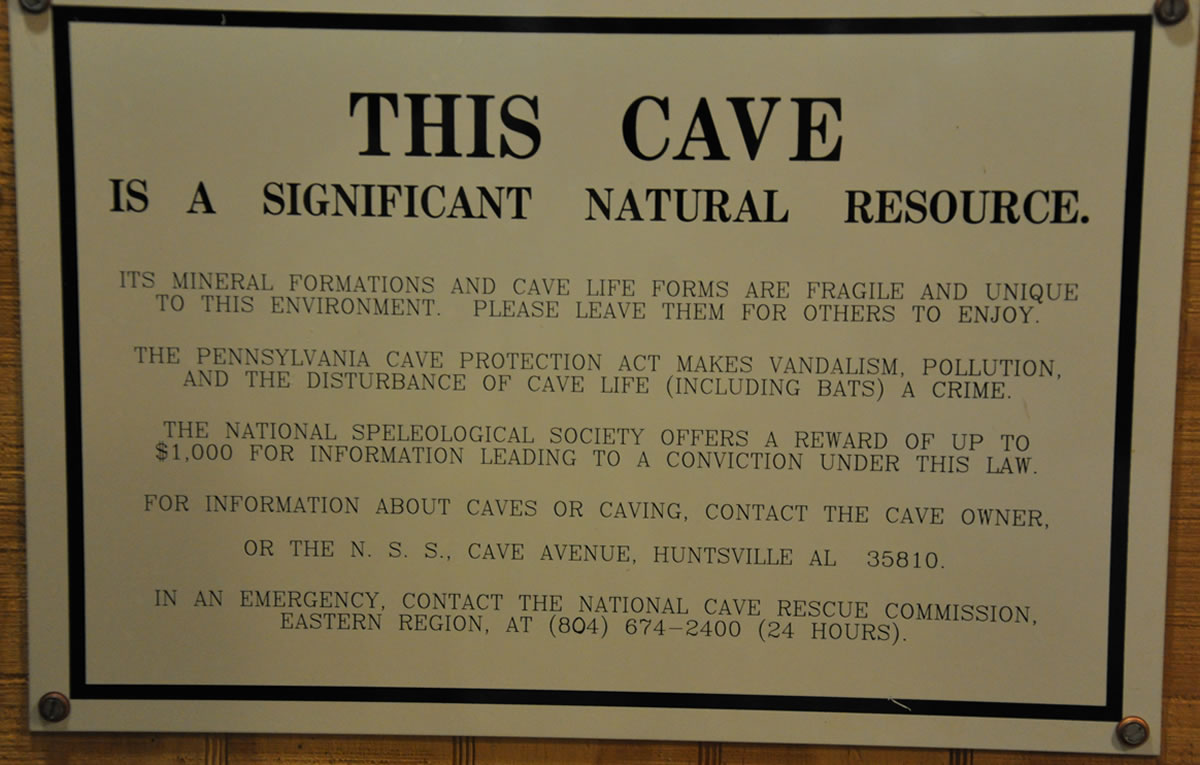 THIS CAVE
IS A SIGNIFICANT NATURAL RESOURCE.
ITS MINERAL FORMATIONS AND CAVE LIFE FORMS ARE FRAGILE AND UNIQUE
TO THIS ENVIRONMENT. PLEASE LEAVE THEM FOR OTHERS TO ENJOY.
THE PENNSYLVANIA CAVE PROTECTION ACT MAKES VANDALISM, POLLUTION,
AND THE DISTURBANCE OF CAVE LIFE (INCLUDING BATS) A CRIME.
THE NATIONAL SPELEOLOGICAL SOCIETY OFFERS A REWARD OF UP TO
$1,000 FOR INFORMATION LEADING TO A CONVICTION UNDER THIS LAW.
FOR INFORMATION ABOUT CAVES OR CAVING, CONTACT THE CAVE OWNER,
OR THE N. S. S., CAVE AVENUE, HUNTSVILLE AL 35810.
IN AN EMERGENCY, CONTACT THE NATIONAL CAVE RESCUE COMMISSION,
EASTERN REGION, AT (804) 674-2400 (24 HOURS).